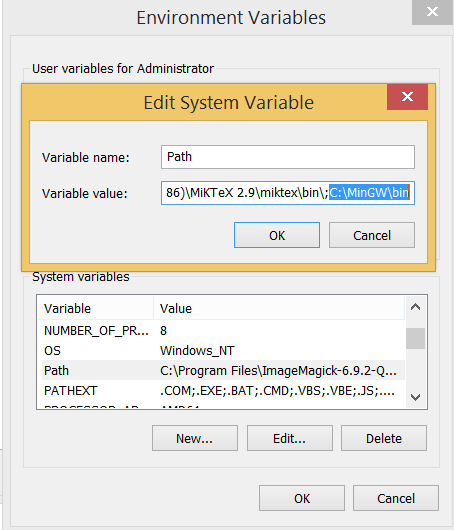 Environment Variables
User variables for Administrator
Edit System Variable
Variable name:
Path
Variable value:
86)\MiKTeX 2.9\miktex\bin\;C:\MinGW\bin
OK
Cancel
System variables
Variable Value
NUMBER_OF_PR... 8
OS Windows_NT
Path C:\Program Files\ImageMagick-6.9.2-Q...
PATHEXT .COM;.EXE;.BAT;.CMD;.VBS;.VBE;.JS;....
New... Edit... Delete
OK Cancel